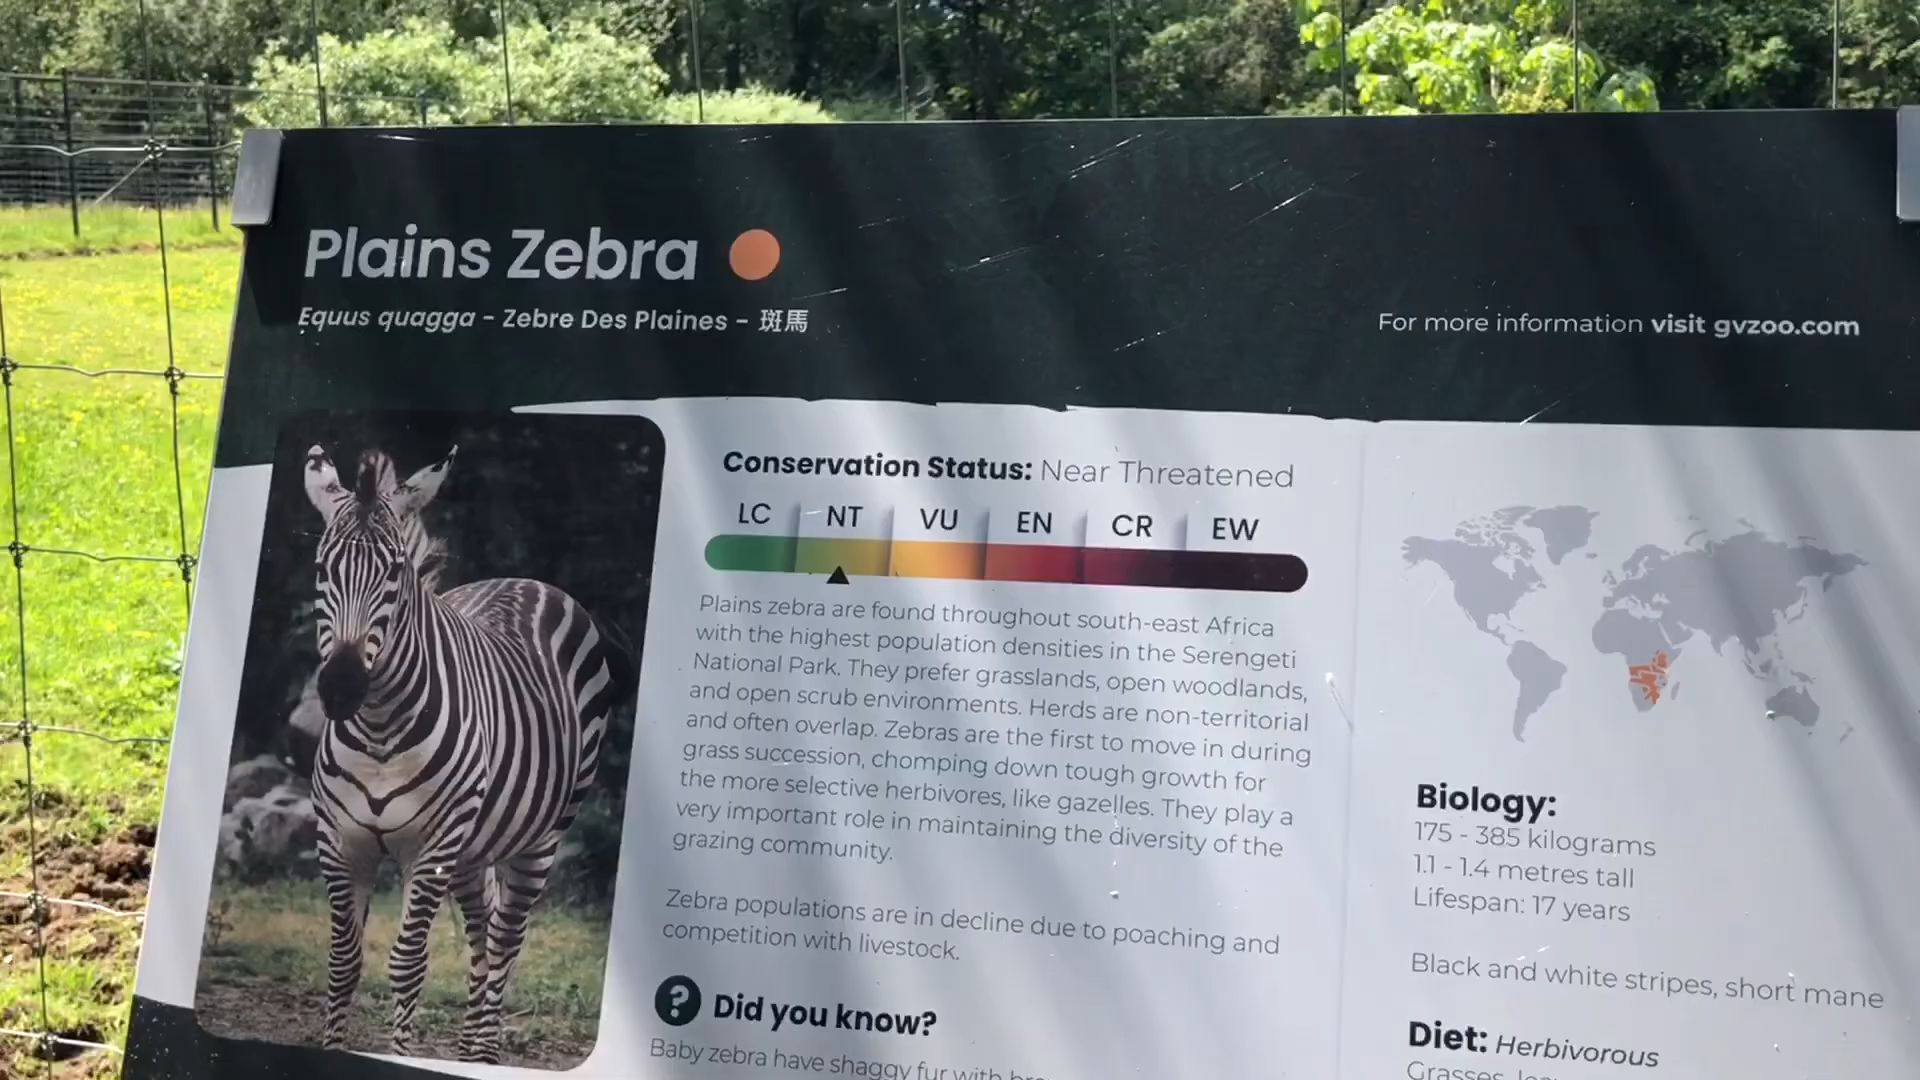 Plains Zebra
Equus quagga - Zebre Des Plaines - 斑馬
For more information visit gvzoo.com
Conservation Status: Near Threatened
LC NT VU EN CR EW
Plains zebra are found throughout south-east Africa
with the highest population densities in the Serengeti
National Park. They prefer grasslands, open woodlands,
and open scrub environments. Herds are non-territorial
and often overlap. Zebras are the first to move in during
grass succession, chomping down tough growth for
the more selective herbivores, like gazelles. They play a
very important role in maintaining the diversity of the
grazing community.
Zebra populations are in decline due to poaching and
competition with livestock.
? Did you know?
Baby zebra have shaggy fur with
Biology:
175 - 385 kilograms
1.1 - 1.4 metres tall
Lifespan: 17 years
Black and white stripes, short mane
Diet: Herbivorous
Grasses,